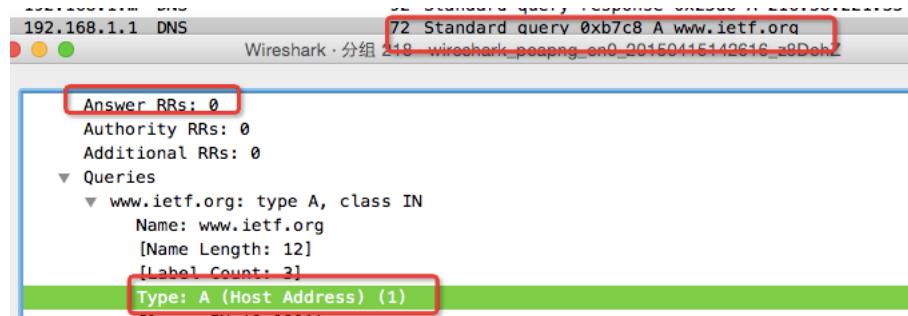 72 Standard query 0xb7c8 A www.ietf.org
192.168.1.1 DNS
Wireshark · 分组 218
Answer RRs: 0
Authority RRs: 0
Additional RRs: 0
Queries
www.ietf.org: type A, class IN
Name: www.ietf.org
[Name Length: 12]
[Label Count: 3]
Type: A (Host Address) (1)